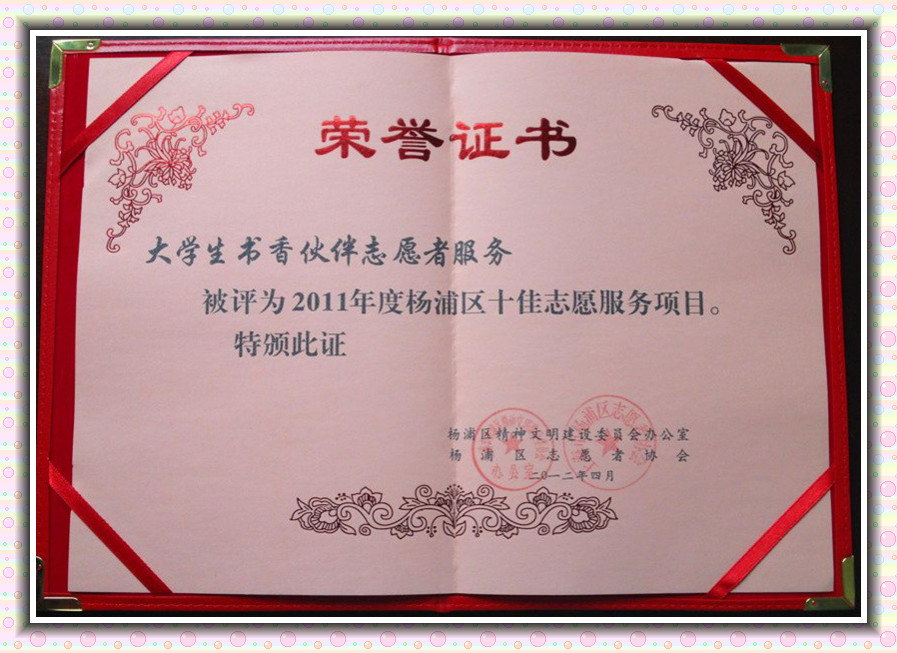 荣誉证书
大学生书香伙伴志愿者服务
被评为2011年度杨浦区十佳志愿服务项目。
特颁此证
杨浦区精神文明建设委员会办公室
杨浦区志愿者协会
二〇一二年四月
办公室